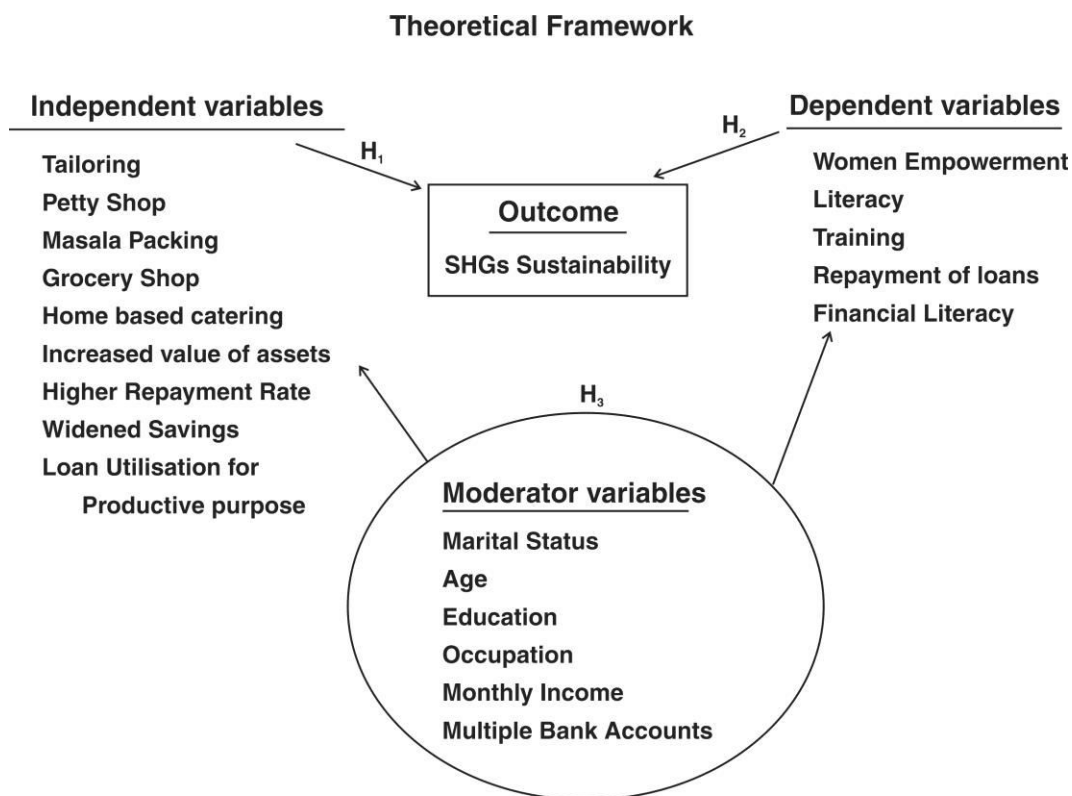 Theoretical Framework
Independent variables
Tailoring
Petty Shop
Masala Packing
Grocery Shop
Home based catering
Increased value of assets
Higher Repayment Rate
Widened Savings
Loan Utilisation for
Productive purpose
H₁
Outcome
SHGs Sustainability
H₂
Dependent variables
Women Empowerment
Literacy
Training
Repayment of loans
Financial Literacy
H₃
Moderator variables
Marital Status
Age
Education
Occupation
Monthly Income
Multiple Bank Accounts